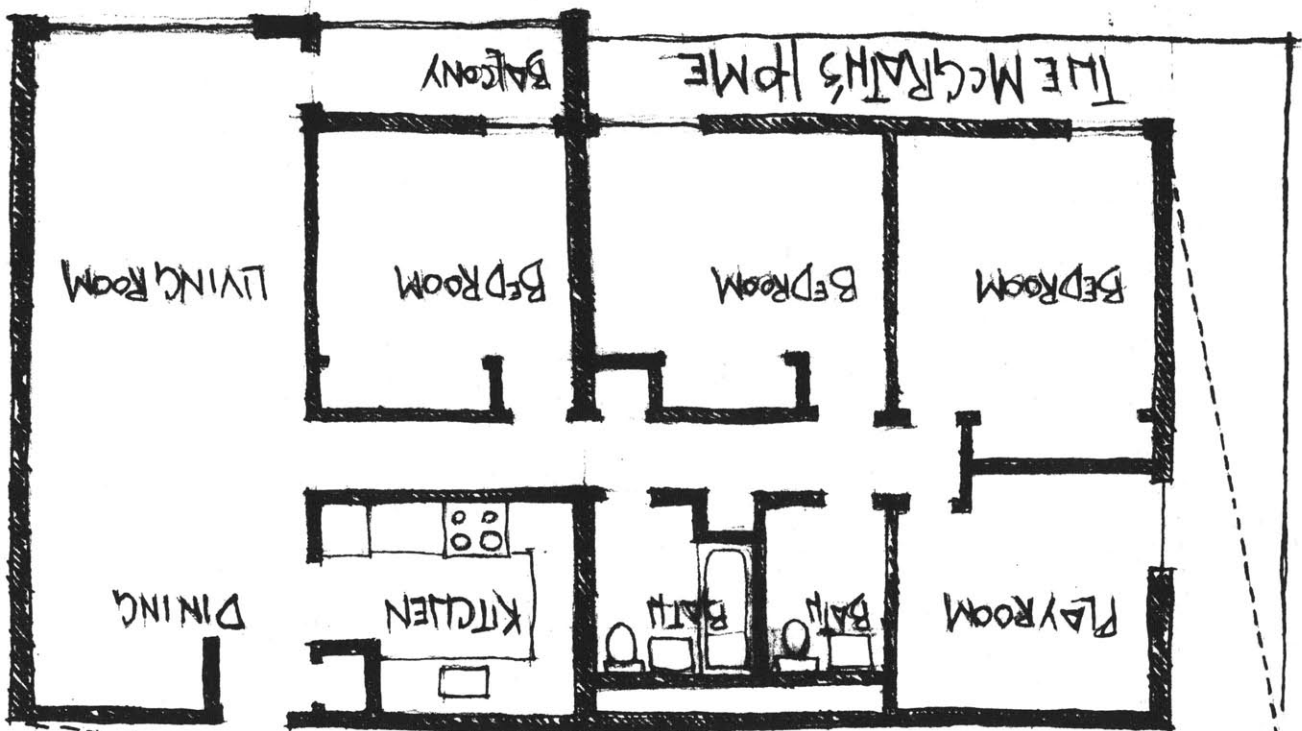 PLAYROOM
BATH
BATH
KITCHEN
DINING
BEDROOM
BEDROOM
BEDROOM
LIVING ROOM
THE McGRATH'S HOME
BALCONY